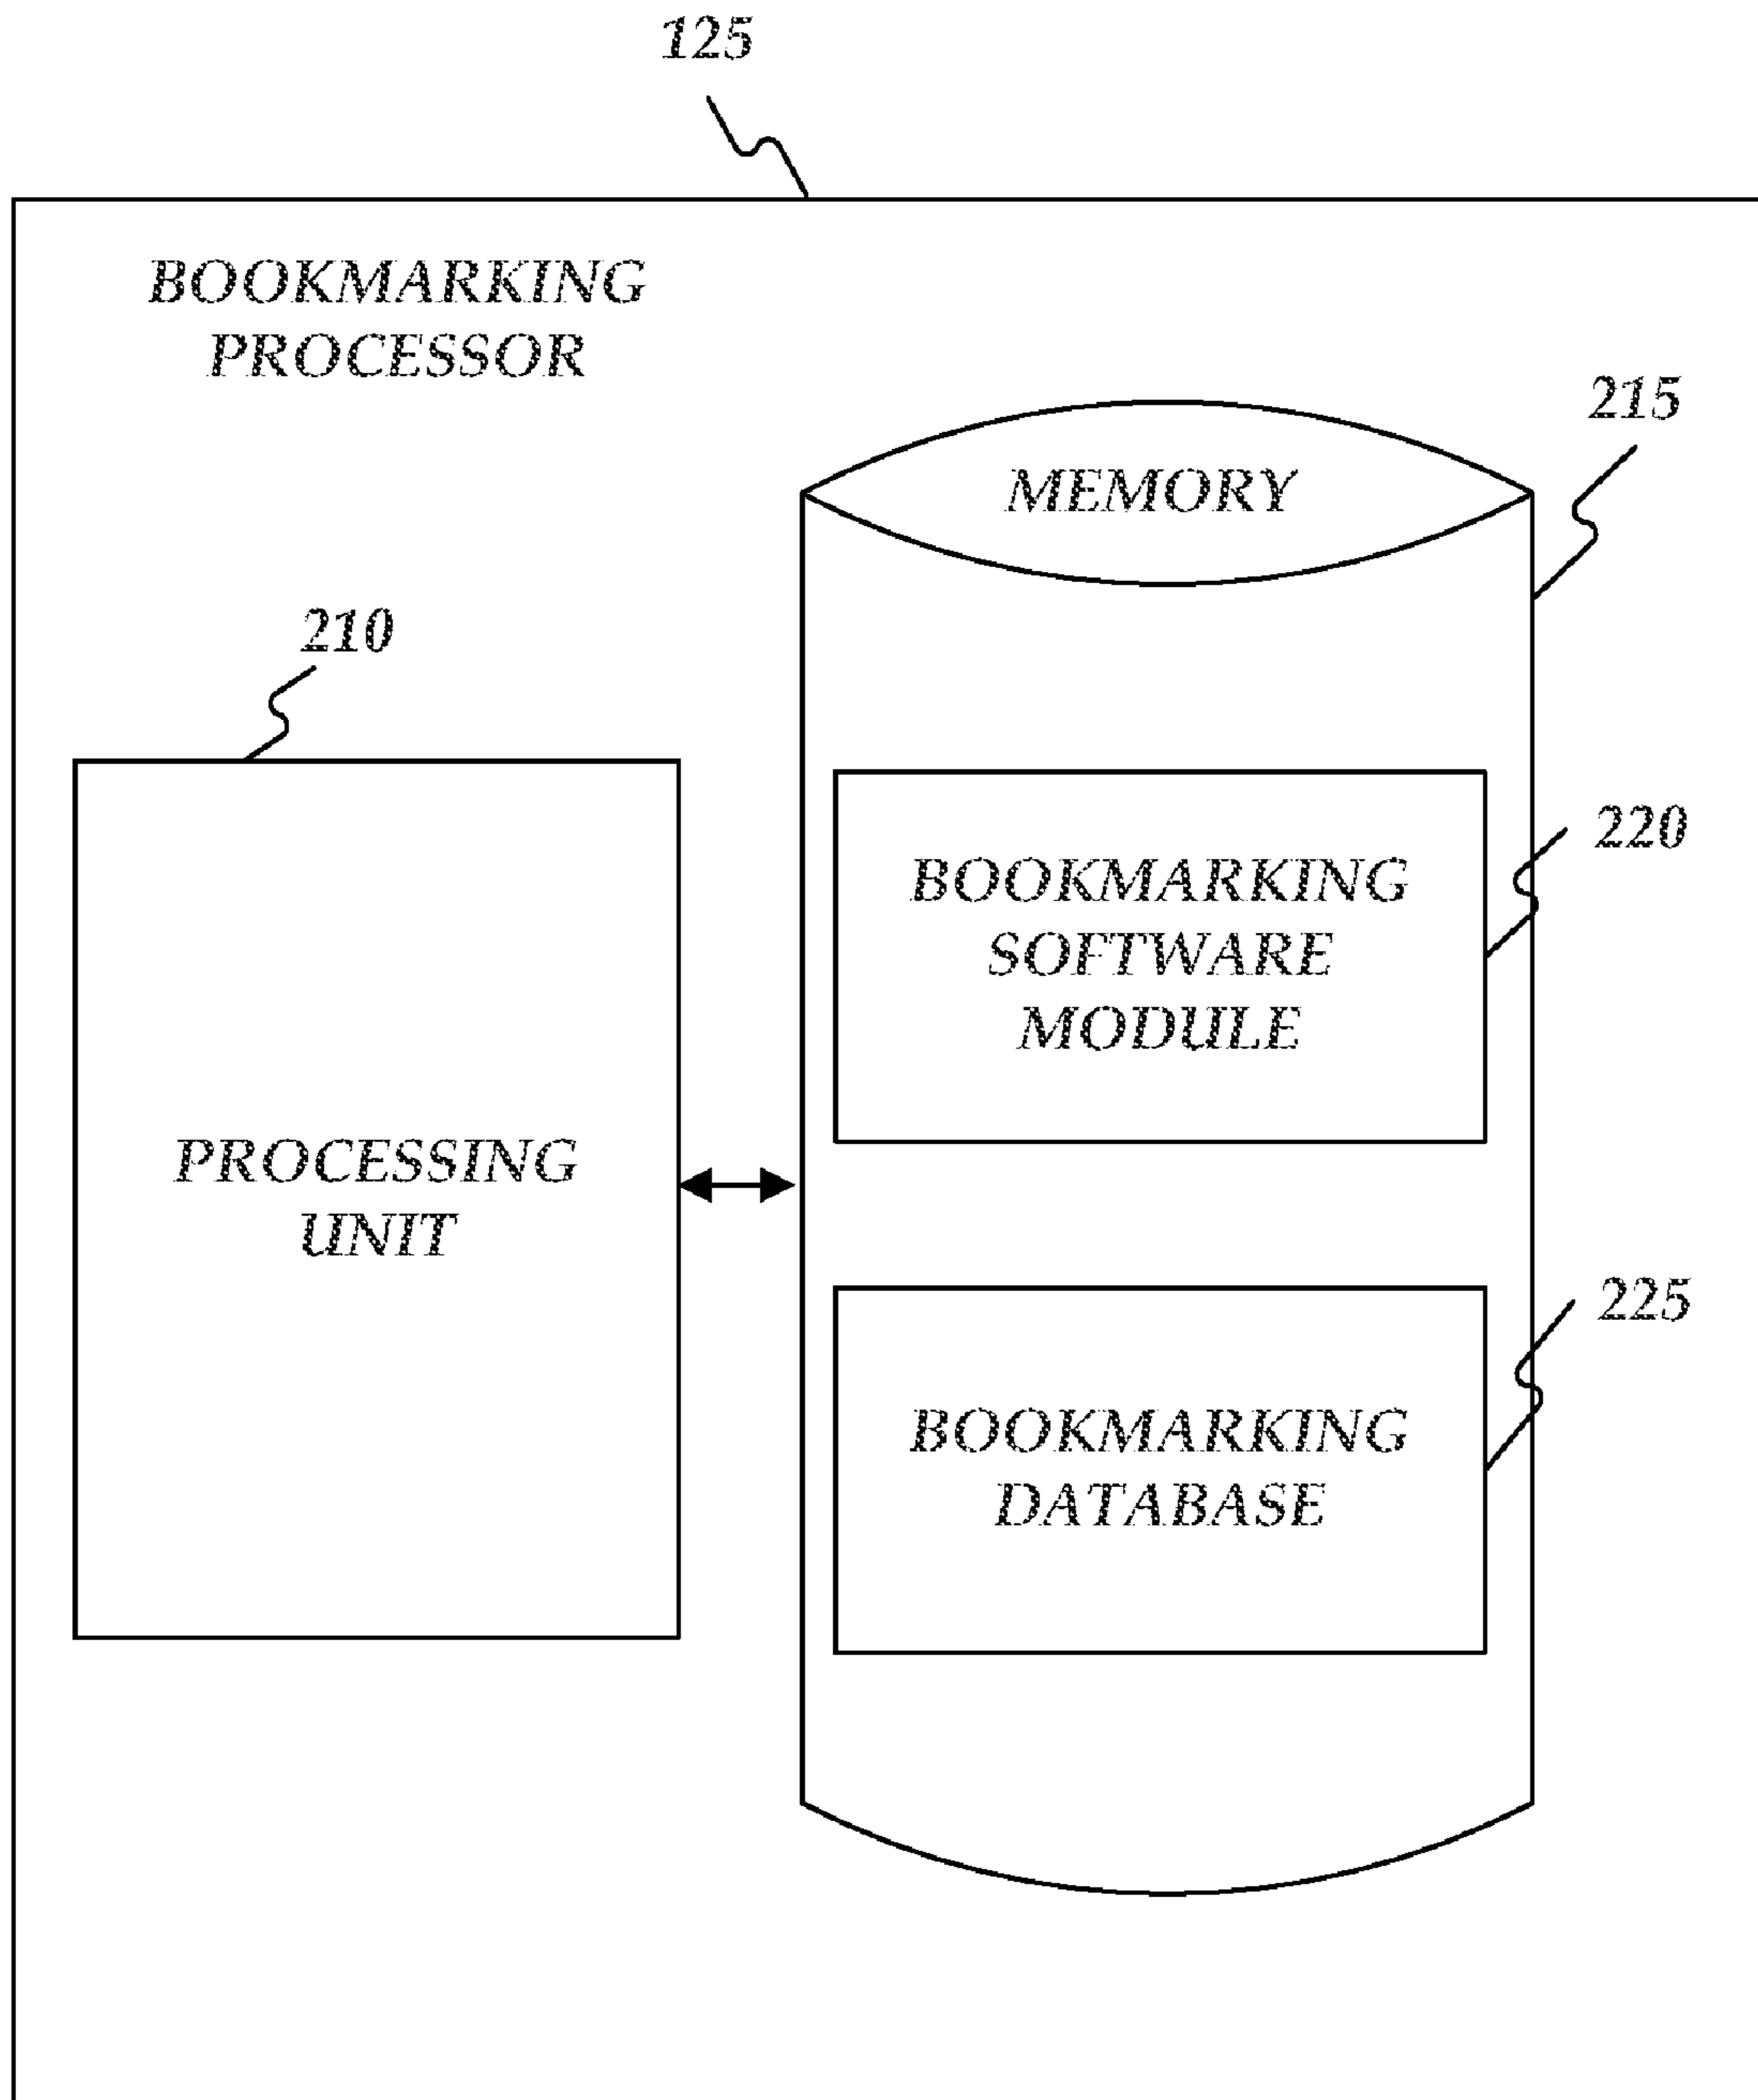 125
BOOKMARKING
PROCESSOR
215
MEMORY
210
220
BOOKMARKING
SOFTWARE
MODULE
PROCESSING
UNIT
225
BOOKMARKING
DATABASE